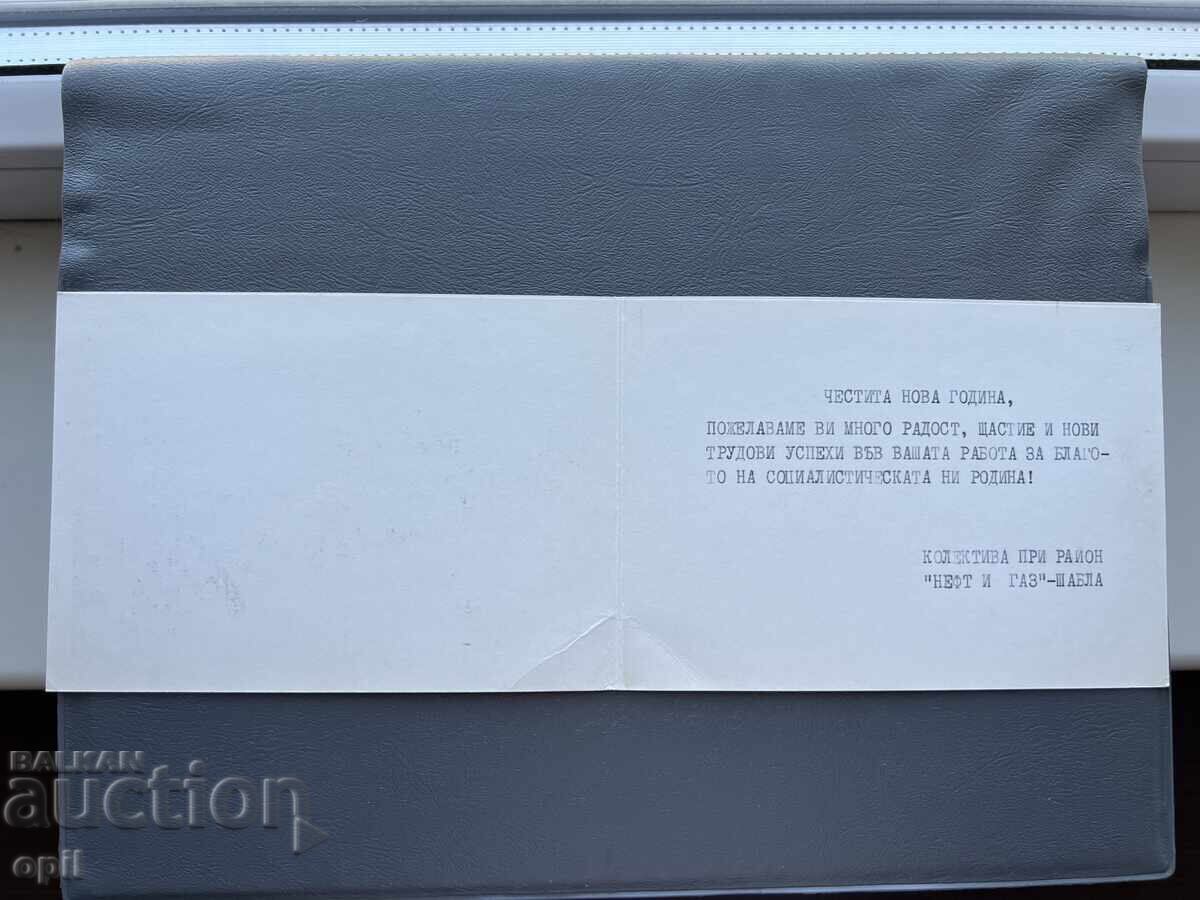 ЧЕСТИТА НОВА ГОДИНА,
ПОЖЕЛАВАМЕ ВИ МНОГО РАДОСТ, ЩАСТИЕ И НОВИ
ТРУДОВИ УСПЕХИ ВЪВ ВАШАТА РАБОТА ЗА БЛАГО-
ТО НА СОЦИАЛИСТИЧЕСКАТА НИ РОДИНА!
КОЛЕКТИВА ПРИ РАЙОН
"НЕФТ И ГАЗ"-ШАБЛА
BALKAN
auction
opil